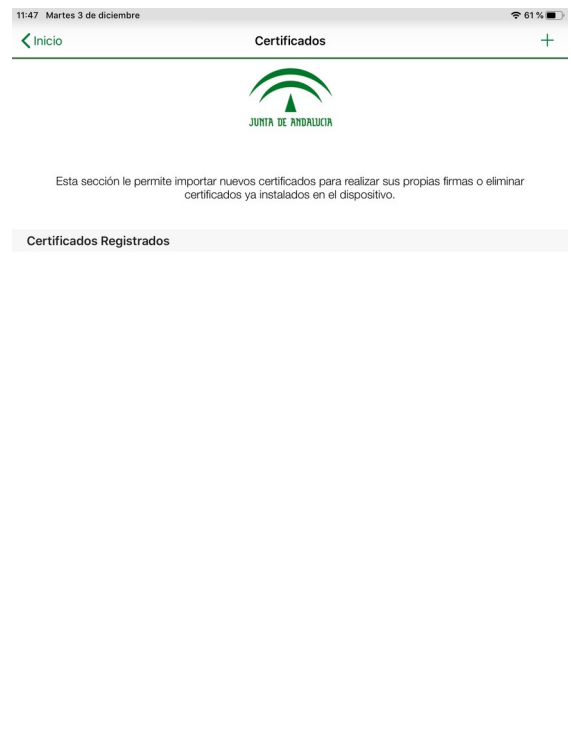 11:47 Martes 3 de diciembre 61 %
Inicio Certificados +
JUNTA DE ANDALUCIA
Esta sección le permite importar nuevos certificados para realizar sus propias firmas o eliminar
certificados ya instalados en el dispositivo.
Certificados Registrados